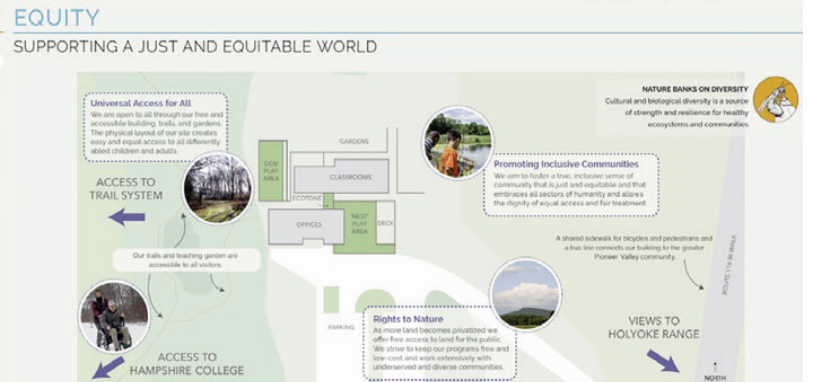 EQUITY
SUPPORTING A JUST AND EQUITABLE WORLD
NATURE BANKS ON DIVERSITY
Cultural and biological diversity is a source
of strength and resilience for healthy
ecosystems and communities
Universal Access for All
We are open to all through our free and
accessible building, trails, and gardens.
The physical layout of our site creates
easy and equal access to all differently
abled children and adults.
ACCESS TO
TRAIL SYSTEM
GARDENS
DEN
PLAY
AREA
CLASSROOMS
ECOTONE
OFFICES
NEST
PLAY
AREA
DECK
Promoting Inclusive Communities
We aim to foster a true, inclusive sense of
community that is just and equitable and that
embraces all sectors of humanity and allows
the dignity of equal access and fair treatment.
Our trails and teaching garden are
accessible to all visitors.
A shared sidewalk for bicycles and pedestrians and
a bus line connects our building to the greater
Pioneer Valley community.
ROUTE 116
PARKING
Rights to Nature
As more land becomes privatized we
offer free access to land for the public.
We strive to keep our programs free and
low-cost and work extensively with
underserved and diverse communities.
VIEWS TO
HOLYOKE RANGE
ACCESS TO
HAMPSHIRE COLLEGE
NORTH